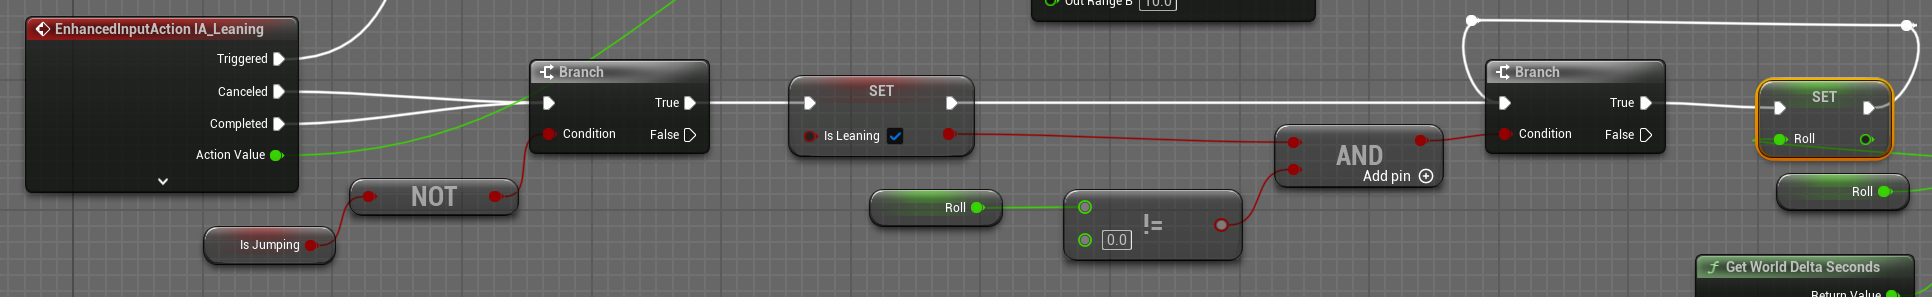 Out Range B 10.0
EnhancedInputAction IA_Leaning
Triggered
Canceled
Completed
Action Value
Branch
True
Condition
False
NOT
Is Jumping
SET
Is Leaning
Roll
!=
0.0
AND
Add pin
Branch
True
Condition
False
SET
Roll
Roll
Get World Delta Seconds
Return Value